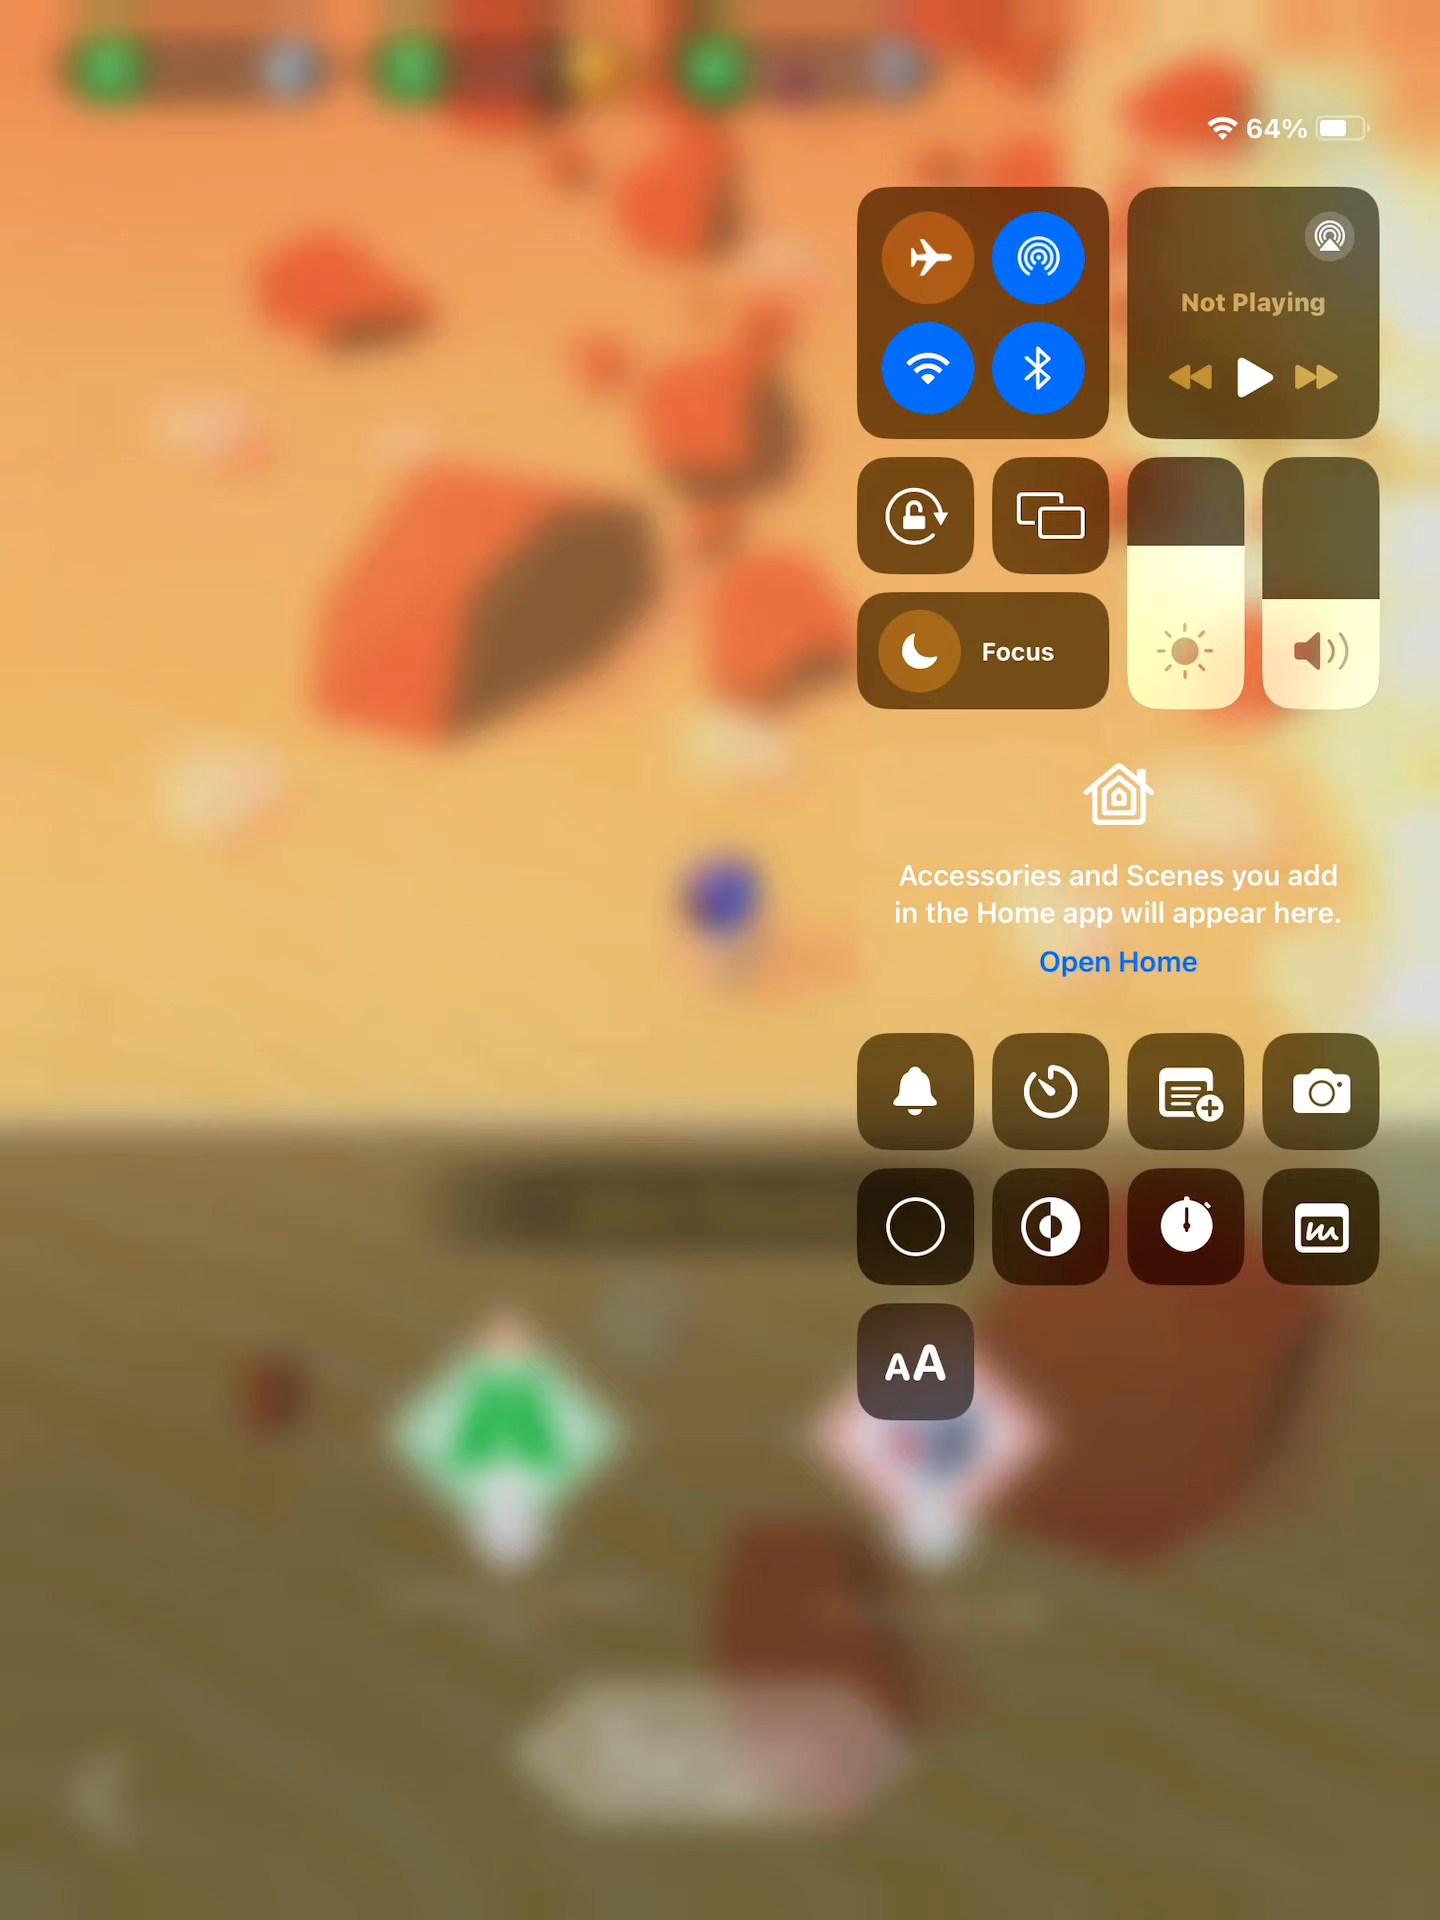 64%
Not Playing
Focus
Accessories and Scenes you add
in the Home app will appear here.
Open Home
AA